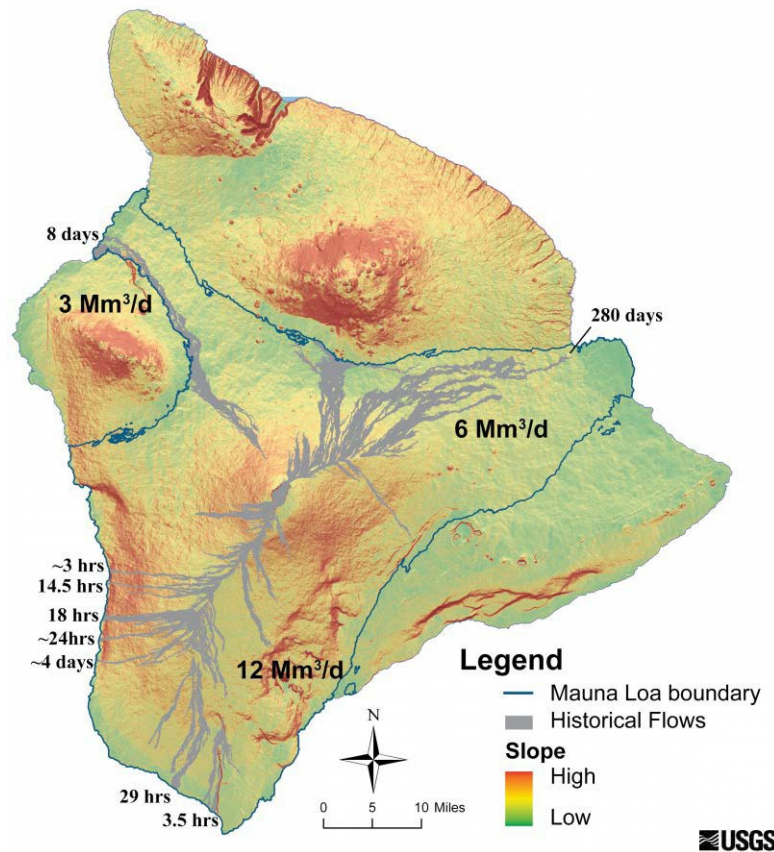 8 days
3 Mm³/d
280 days
6 Mm³/d
~3 hrs
14.5 hrs
18 hrs
~24hrs
~4 days
12 Mm³/d
29 hrs
3.5 hrs
N
0 5 10 Miles
Legend
Mauna Loa boundary
Historical Flows
Slope
High
Low
USGS